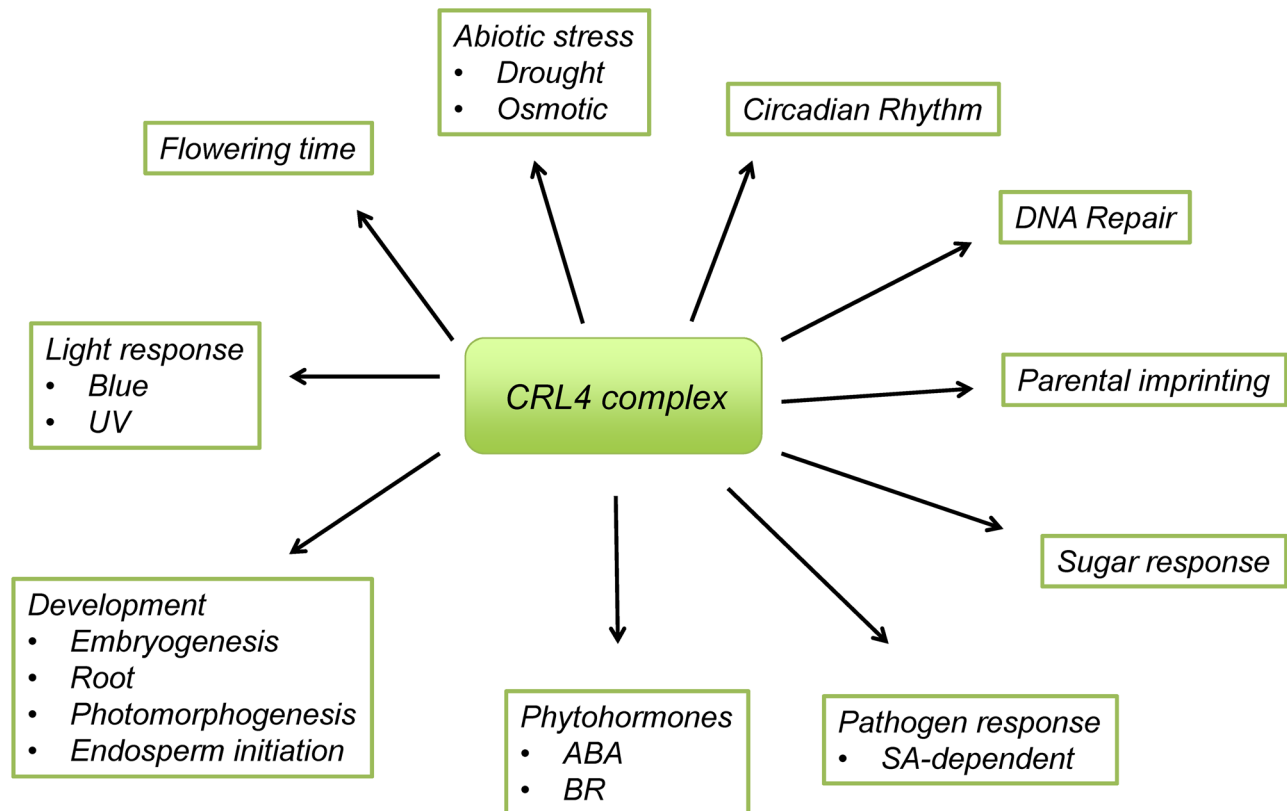 Abiotic stress
• Drought
• Osmotic
Circadian Rhythm
Flowering time
DNA Repair
Light response
• Blue
• UV
CRL4 complex
Parental imprinting
Sugar response
Development
• Embryogenesis
• Root
• Photomorphogenesis
• Endosperm initiation
Phytohormones
• ABA
• BR
Pathogen response
• SA-dependent